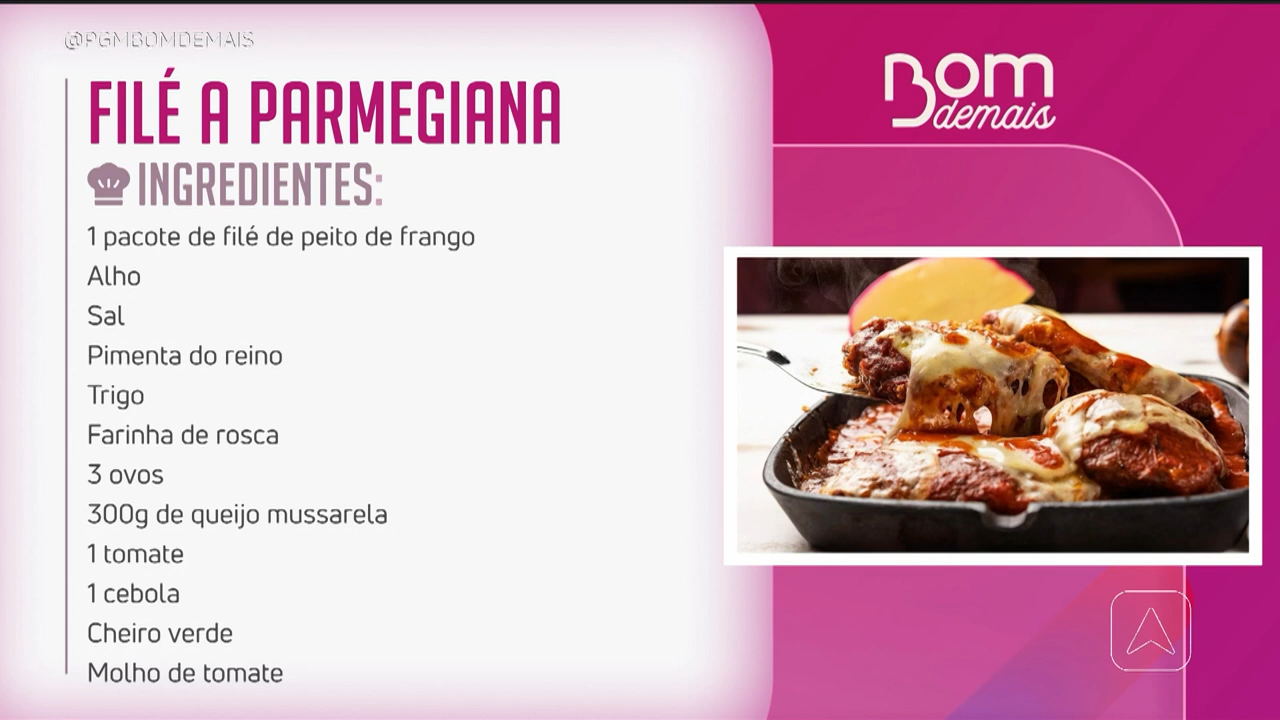 @PGMBOMDEMAIS
FILÉ A PARMEGIANA
INGREDIENTES:
1 pacote de filé de peito de frango
Alho
Sal
Pimenta do reino
Trigo
Farinha de rosca
3 ovos
300g de queijo mussarela
1 tomate
1 cebola
Cheiro verde
Molho de tomate
Bom
demais